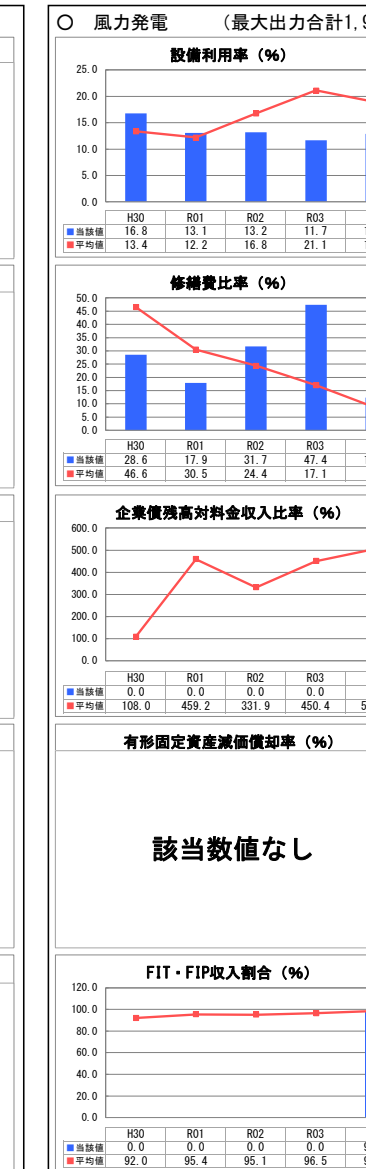 ○ 風力発電 （最大出力合計1,9
設備利用率（%）
25.0
20.0
15.0
10.0
5.0
0.0
H30 R01 R02 R03
■当該値 16.8 13.1 13.2 11.7 1
■平均値 13.4 12.2 16.8 21.1 1
修繕費比率（%）
50.0
45.0
40.0
35.0
30.0
25.0
20.0
15.0
10.0
5.0
0.0
H30 R01 R02 R03
■当該値 28.6 17.9 31.7 47.4 1
■平均値 46.6 30.5 24.4 17.1
企業債残高対料金収入比率（%）
600.0
500.0
400.0
300.0
200.0
100.0
0.0
H30 R01 R02 R03
■当該値 0.0 0.0 0.0 0.0
■平均値 108.0 459.2 331.9 450.4 5
有形固定資産減価償却率（%）
該当数値なし
FIT・FIP収入割合（%）
120.0
100.0
80.0
60.0
40.0
20.0
0.0
H30 R01 R02 R03
■当該値 0.0 0.0 0.0 0.0 9
■平均値 92.0 95.4 95.1 96.5 9